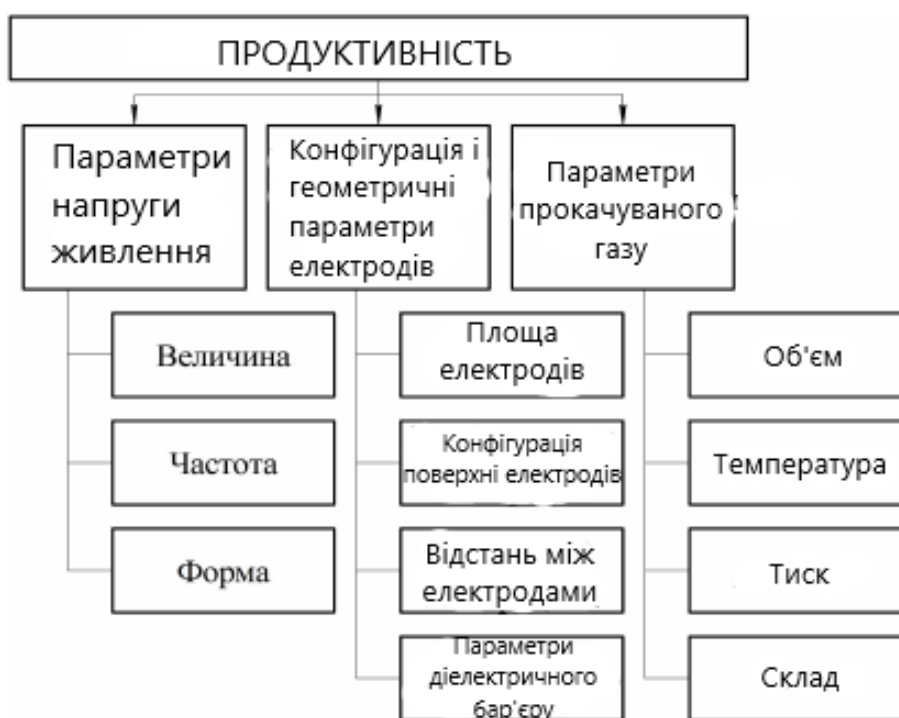 ПРОДУКТИВНІСТЬ
Параметри
напруги
живлення
Конфігурація і
геометричні
параметри
електродів
Параметри
прокачуваного
газу
Величина
Частота
Форма
Площа
електродів
Конфігурація
поверхні електродів
Відстань між
електродами
Параметри
діелектричного
бар'єру
Об'єм
Температура
Тиск
Склад